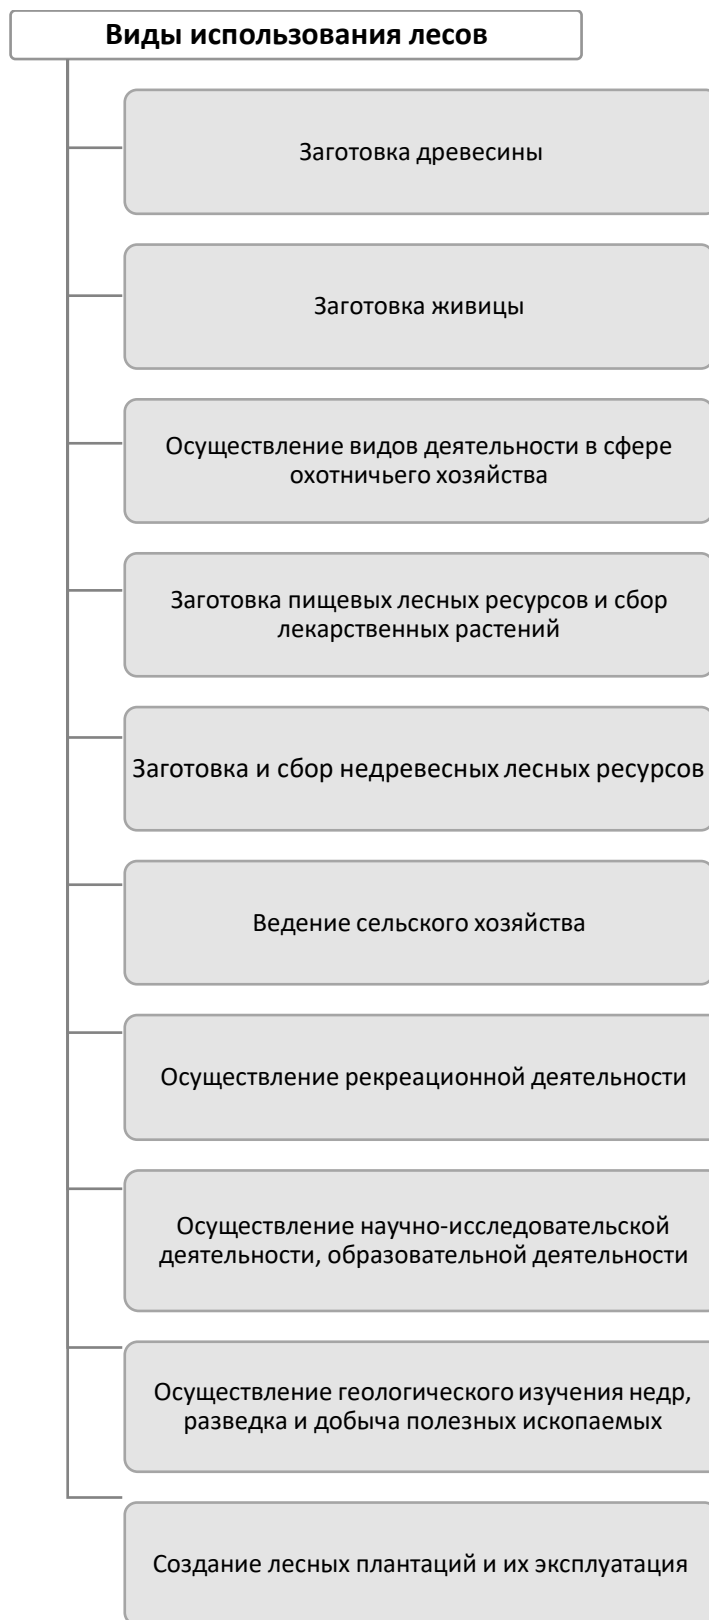 Виды использования лесов
Заготовка древесины
Заготовка живицы
Осуществление видов деятельности в сфере
охотничьего хозяйства
Заготовка пищевых лесных ресурсов и сбор
лекарственных растений
Заготовка и сбор недревесных лесных ресурсов
Ведение сельского хозяйства
Осуществление рекреационной деятельности
Осуществление научно-исследовательской
деятельности, образовательной деятельности
Осуществление геологического изучения недр,
разведка и добыча полезных ископаемых
Создание лесных плантаций и их эксплуатация